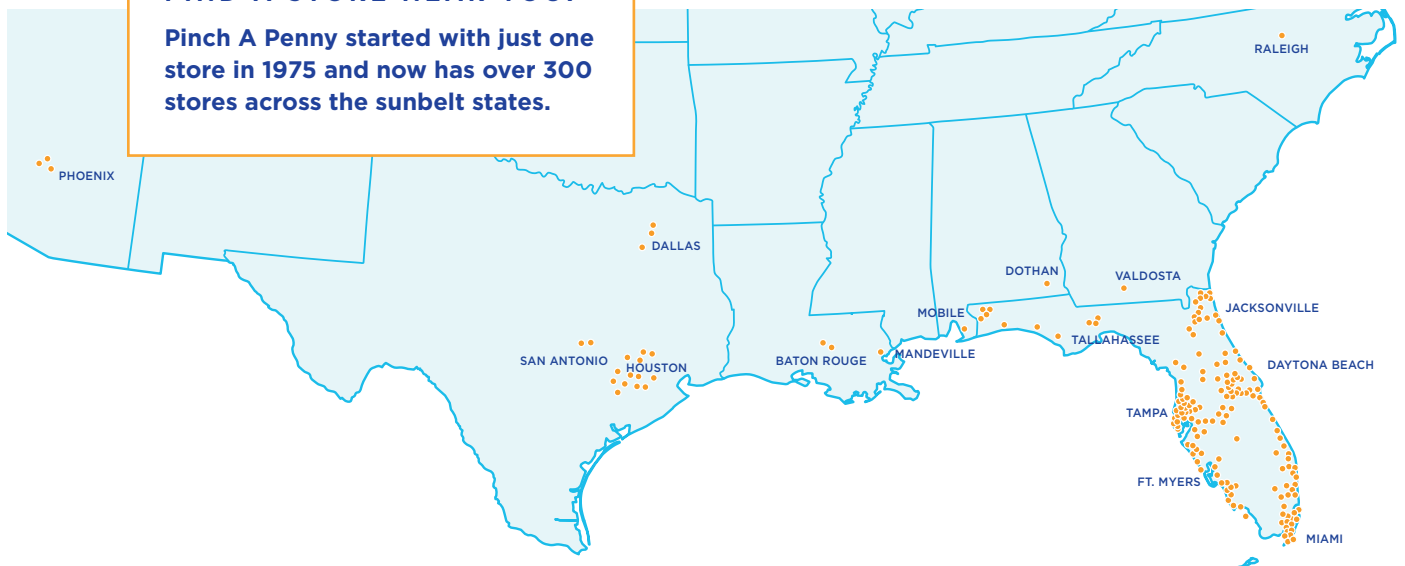 Pinch A Penny started with just one
store in 1975 and now has over 300
stores across the sunbelt states.
RALEIGH
PHOENIX
DALLAS
DOTHAN
VALDOSTA
MOBILE
JACKSONVILLE
TALLAHASSEE
SAN ANTONIO
HOUSTON
BATON ROUGE
MANDEVILLE
DAYTONA BEACH
TAMPA
FT. MYERS
MIAMI